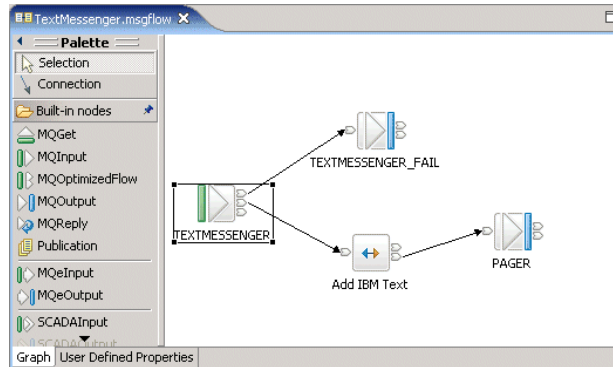 TextMessenger.msgflow
Palette
Selection
Connection
Built-in nodes
MQGet
MQInput
MQOptimizedFlow
MQOutput
MQReply
Publication
MQeInput
MQeOutput
SCADAInput
SCADAOutput
TEXTMESSENGER_FAIL
TEXTMESSENGER
Add IBM Text
PAGER
Graph
User Defined Properties